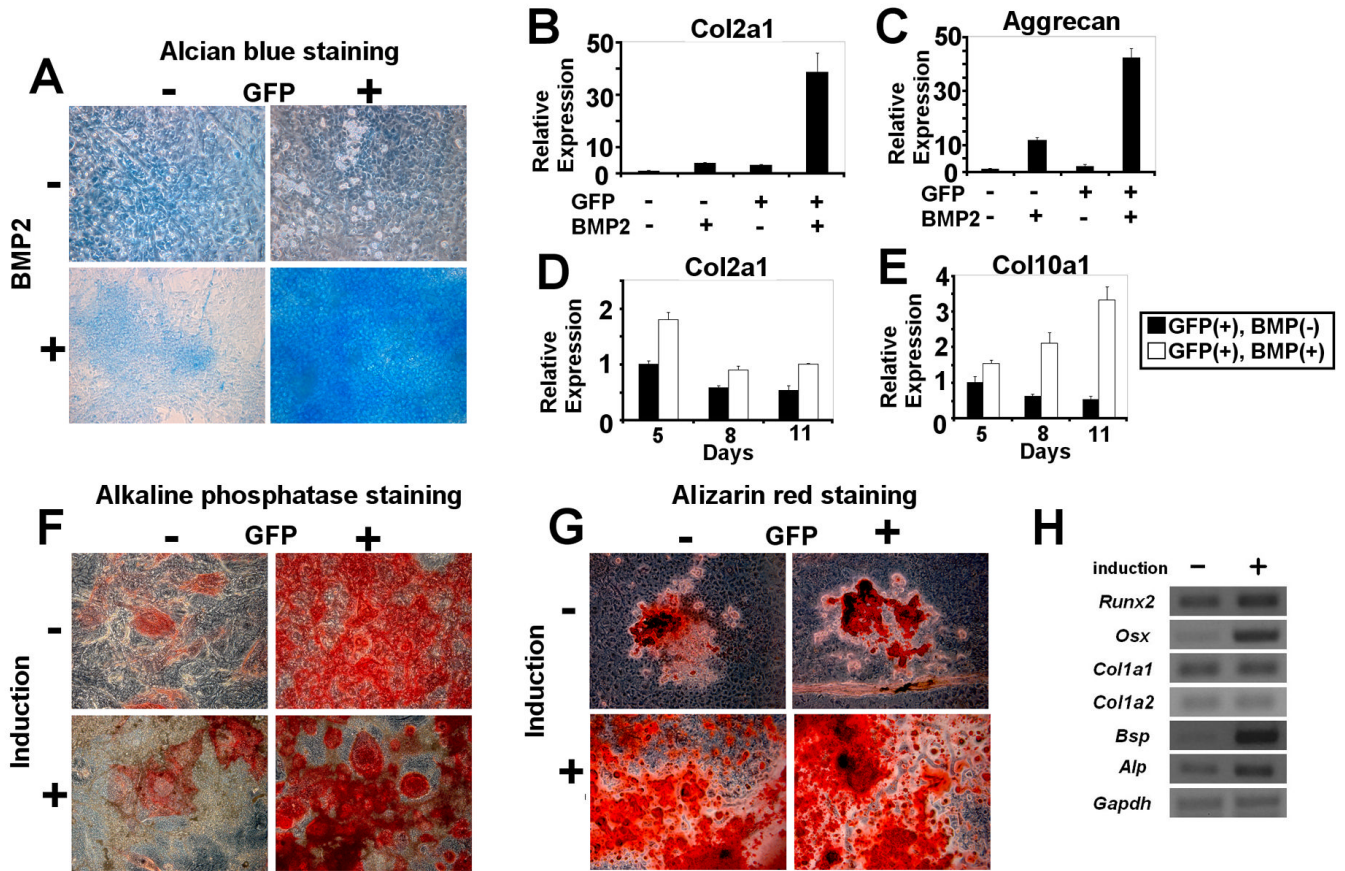 A
Alcian blue staining
- GFP +
BMP2
-
+
B
Col2a1
Relative
Expression
50
30
10
0
GFP - - + +
BMP2 - + - +
C
Aggrecan
Relative
Expression
50
30
10
0
GFP - - + +
BMP2 - + - +
D
Col2a1
Relative
Expression
2
1
0
5 8 11
Days
E
Col10a1
Relative
Expression
4
3
2
1
0
5 8 11
Days
GFP(+), BMP(-)
GFP(+), BMP(+)
F
Alkaline phosphatase staining
- GFP +
Induction
-
+
G
Alizarin red staining
- GFP +
Induction
-
+
H
induction - +
Runx2
Osx
Col1a1
Col1a2
Bsp
Alp
Gapdh